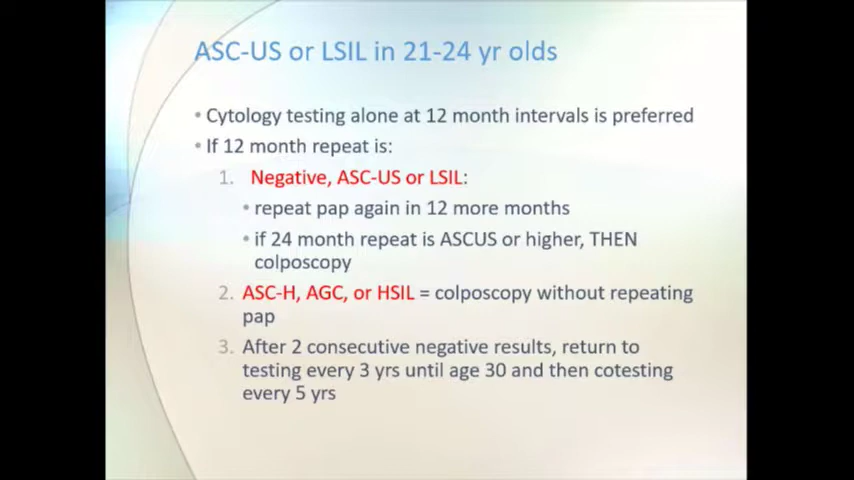 ASC-US or LSIL in 21-24 yr olds
• Cytology testing alone at 12 month intervals is preferred
• If 12 month repeat is:
1. Negative, ASC-US or LSIL:
• repeat pap again in 12 more months
• if 24 month repeat is ASCUS or higher, THEN
colposcopy
2. ASC-H, AGC, or HSIL = colposcopy without repeating
pap
3. After 2 consecutive negative results, return to
testing every 3 yrs until age 30 and then cotesting
every 5 yrs